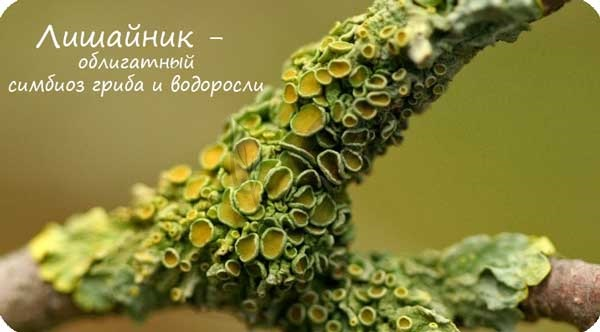 Лишайник -
облигатный
симбиоз гриба и водоросли